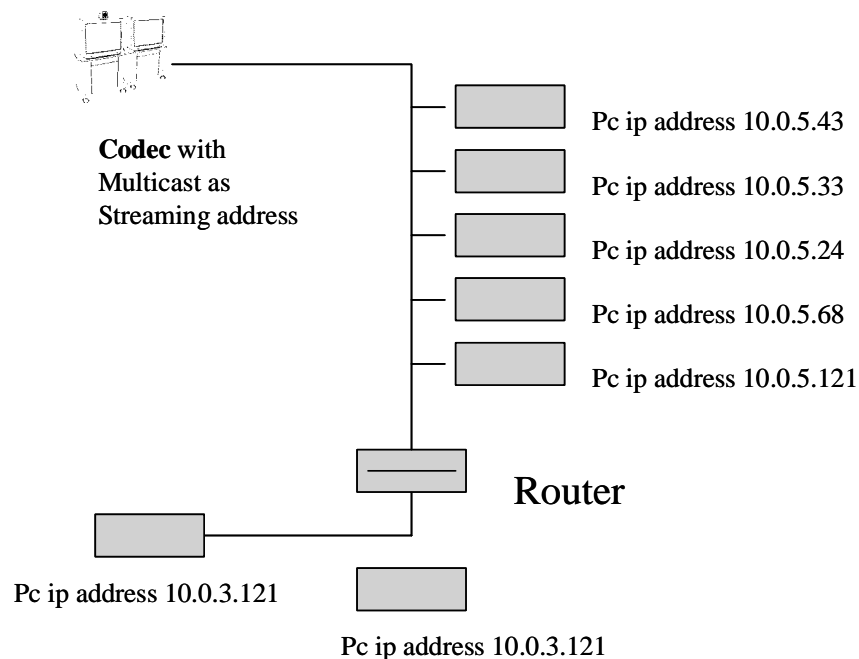 Pc ip address 10.0.5.43
Codec with
Multicast as
Streaming address
Pc ip address 10.0.5.33
Pc ip address 10.0.5.24
Pc ip address 10.0.5.68
Pc ip address 10.0.5.121
Router
Pc ip address 10.0.3.121
Pc ip address 10.0.3.121